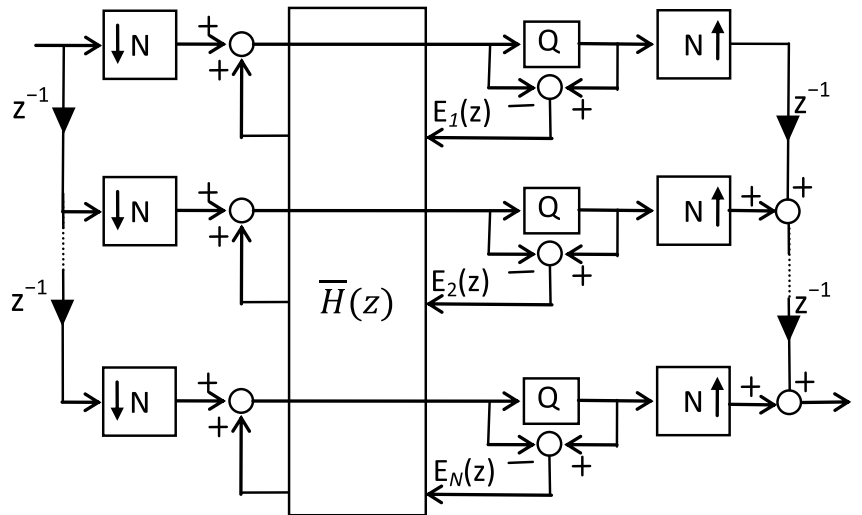 ↓ N + + Q N ↑
z⁻¹ − + z⁻¹
E₁(z)
↓ N + + Q N ↑ + +
− +
z⁻¹ H̅(z) E₂(z) z⁻¹
↓ N + + Q N ↑ + +
− +
E_N(z)